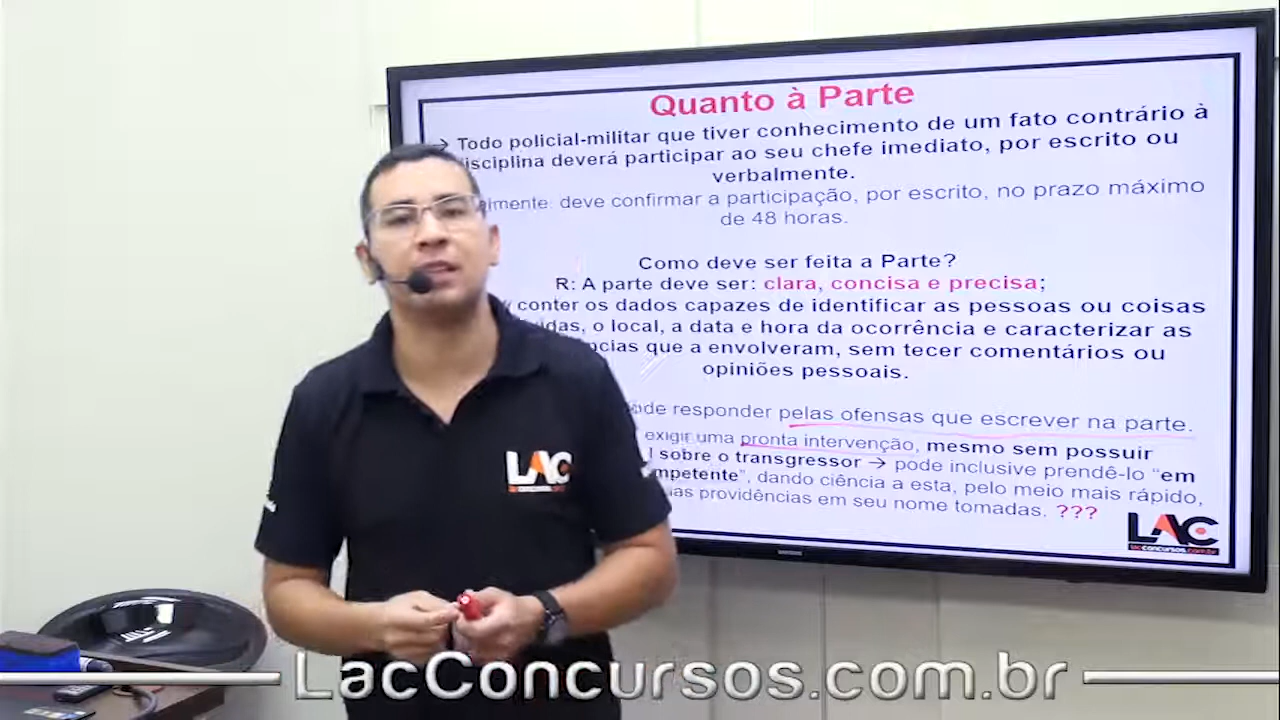 Quanto à Parte
→ Todo policial-militar que tiver conhecimento de um fato contrário à
disciplina deverá participar ao seu chefe imediato, por escrito ou
verbalmente.
deve confirmar a participação, por escrito, no prazo máximo
de 48 horas.
Como deve ser feita a Parte?
R: A parte deve ser: clara, concisa e precisa;
conter os dados capazes de identificar as pessoas ou coisas
o local, a data e hora da ocorrência e caracterizar as
que a envolveram, sem tecer comentários ou
opiniões pessoais.
responder pelas ofensas que escrever na parte.
exigir uma pronta intervenção, mesmo sem possuir
sobre o transgressor → pode inclusive prendê-lo “em
dando ciência a esta, pelo meio mais rápido,
providências em seu nome tomadas. ???
LAC
lacconcursos.com.br
LAC
LacConcursos.com.br